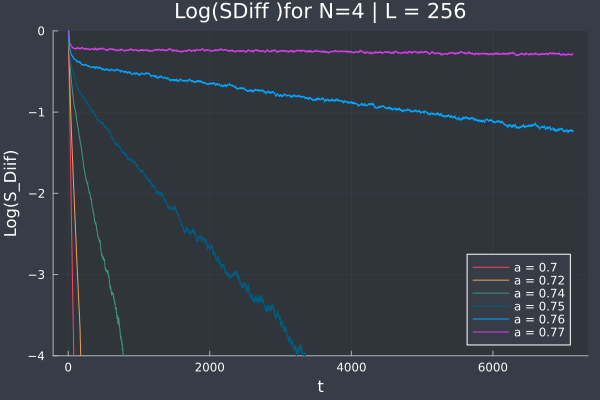 Log(SDiff )for N=4 | L = 256
Log(S_Diif)
0
−1
−2
−3
−4
0
2000
4000
6000
t
a = 0.7
a = 0.72
a = 0.74
a = 0.75
a = 0.76
a = 0.77